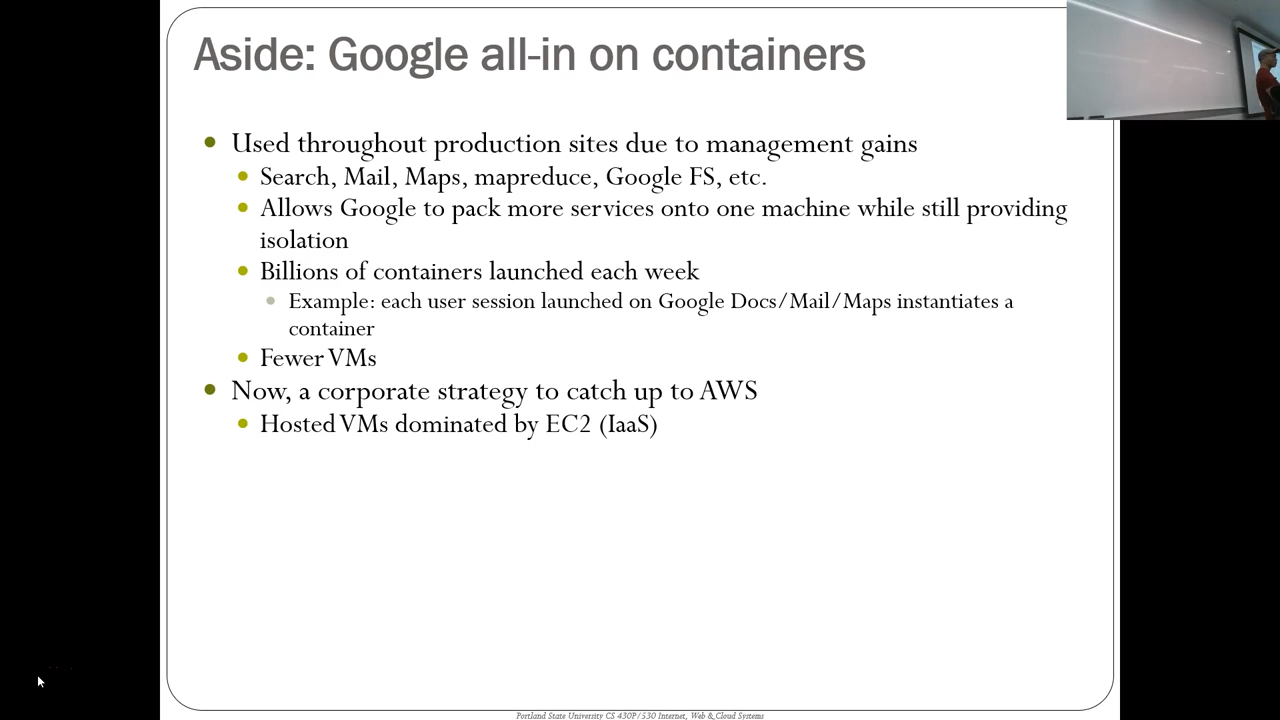 Aside: Google all-in on containers
Used throughout production sites due to management gains
Search, Mail, Maps, mapreduce, Google FS, etc.
Allows Google to pack more services onto one machine while still providing
isolation
Billions of containers launched each week
Example: each user session launched on Google Docs/Mail/Maps instantiates a
container
Fewer VMs
Now, a corporate strategy to catch up to AWS
Hosted VMs dominated by EC2 (IaaS)
Portland State University CS 430P/530 Internet, Web & Cloud Systems